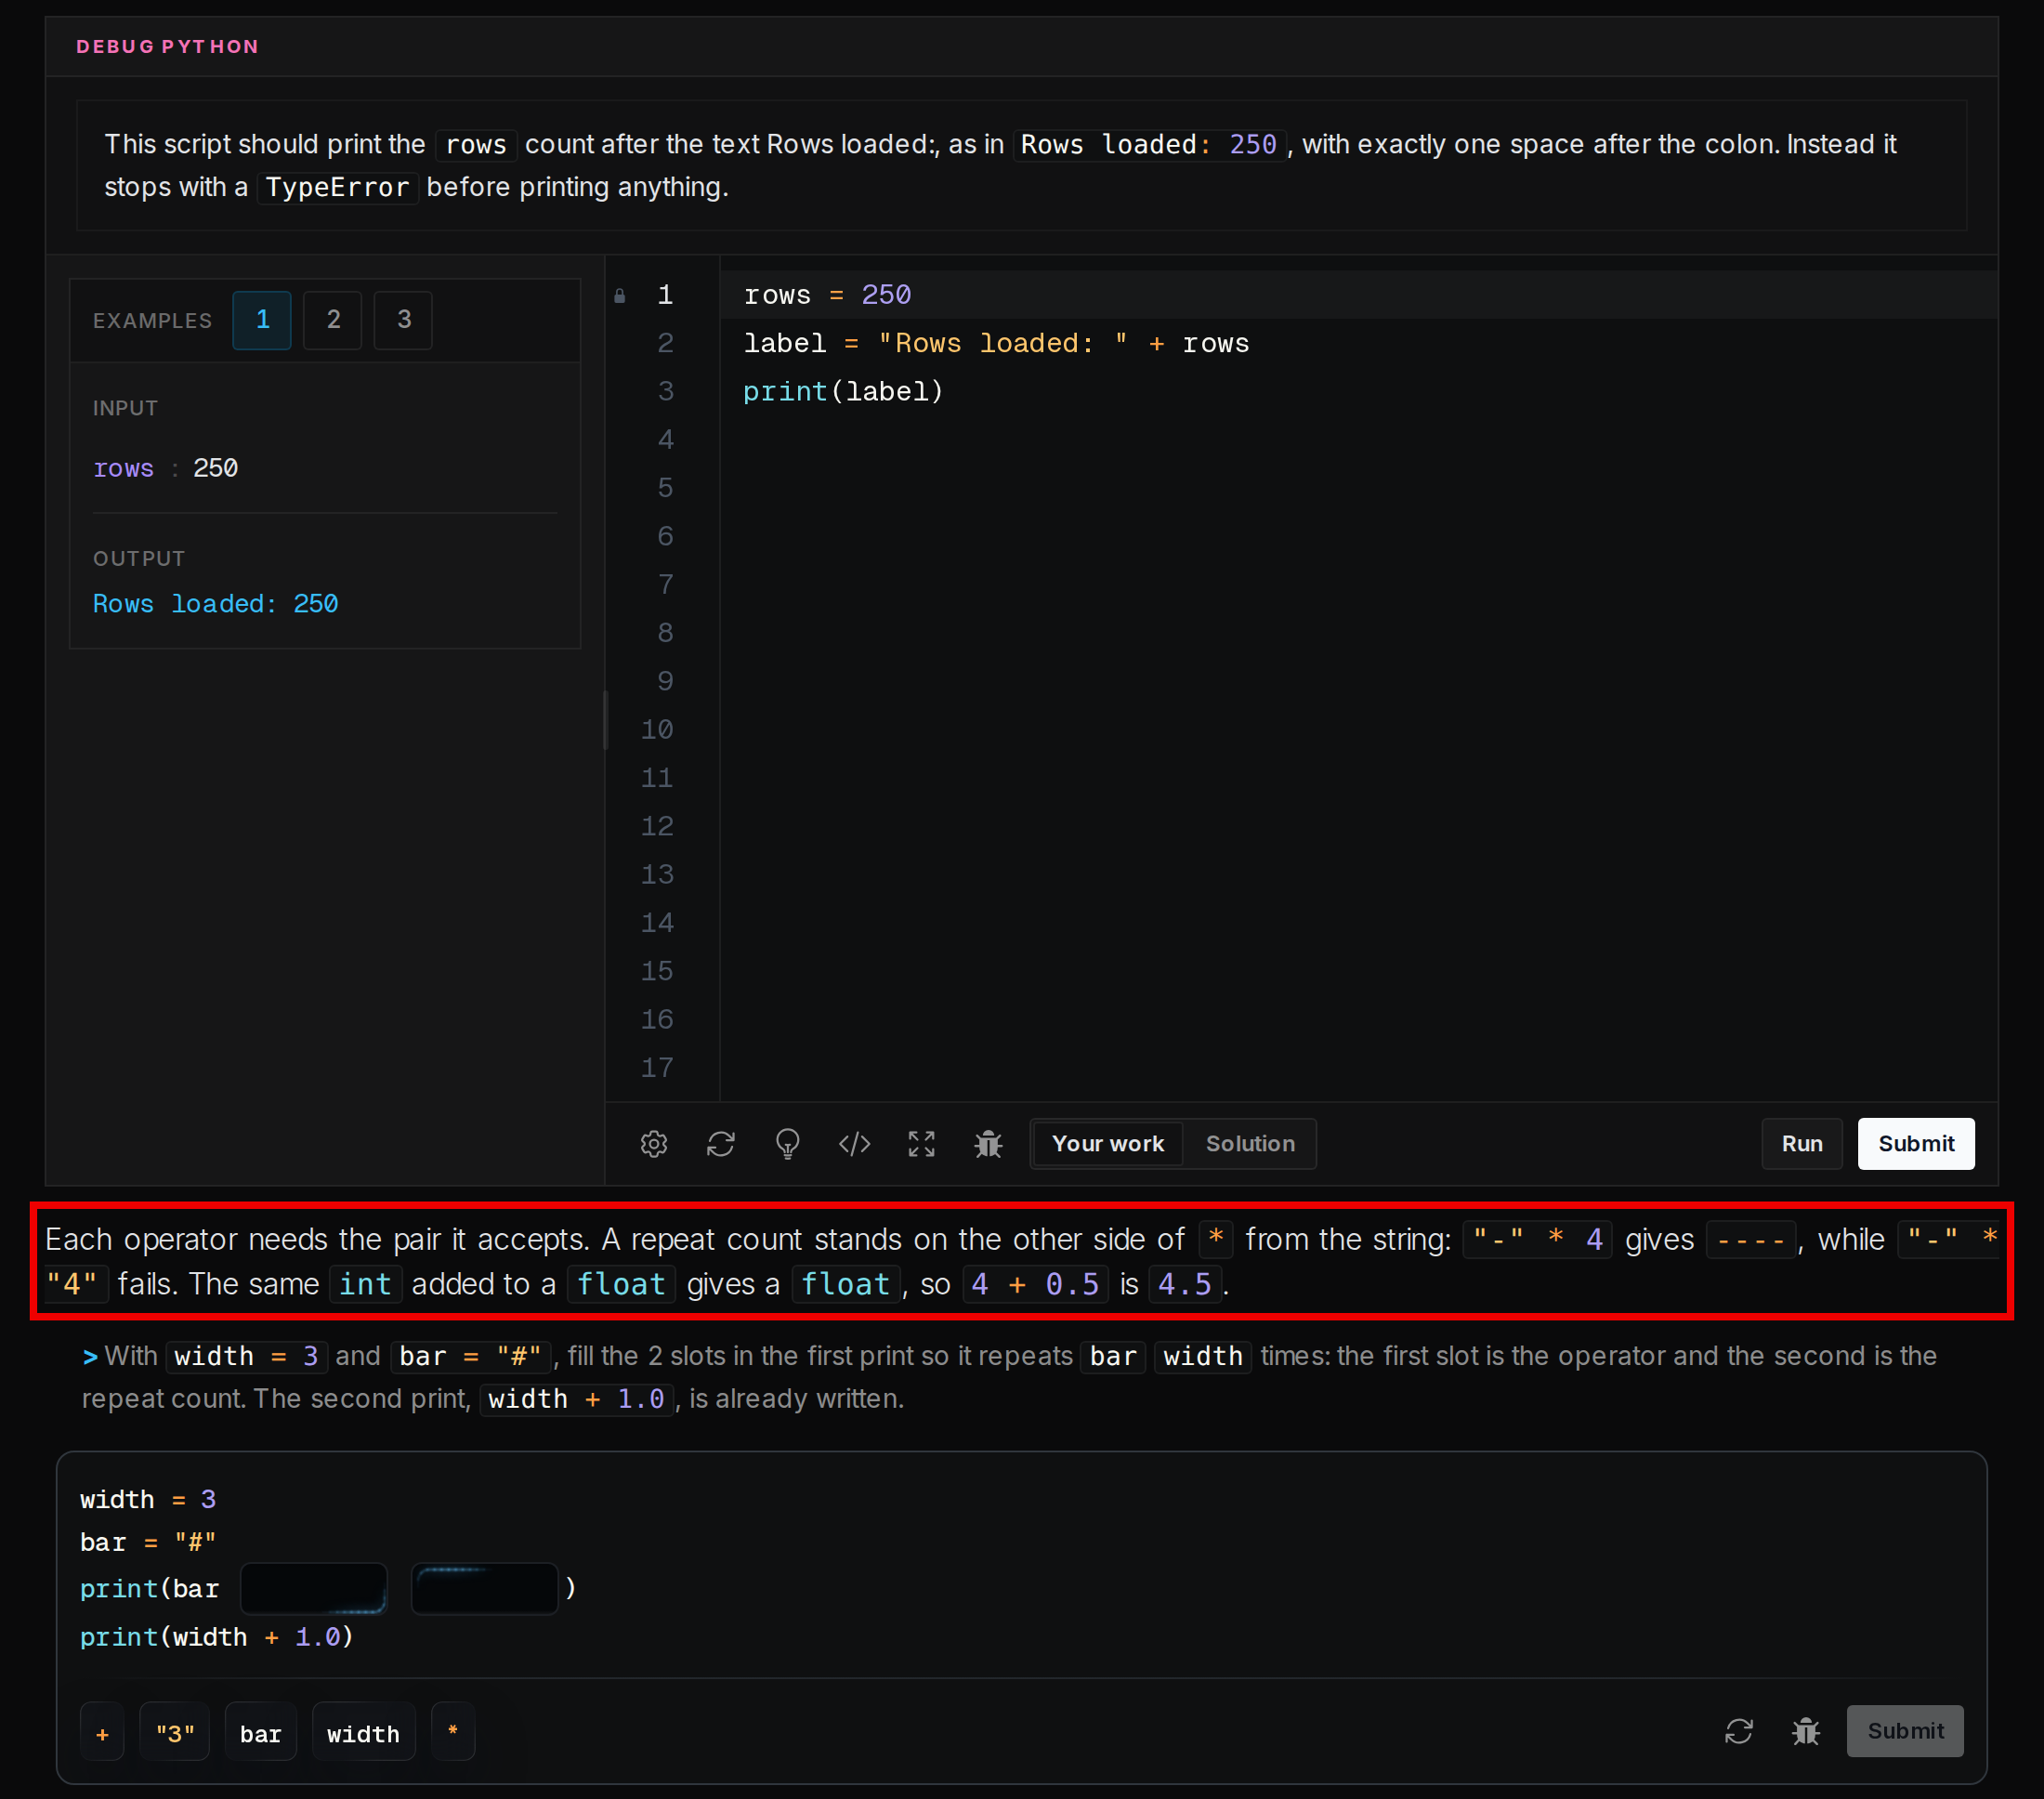 DEBUG PYTHON
This script should print the rows count after the text Rows loaded:, as in Rows loaded: 250, with exactly one space after the colon. Instead it
stops with a TypeError before printing anything.
EXAMPLES 1 2 3
INPUT
rows : 250
OUTPUT
Rows loaded: 250
1 rows = 250
2 label = "Rows loaded: " + rows
3 print(label)
4
5
6
7
8
9
10
11
12
13
14
15
16
17
Your work Solution Run Submit
Each operator needs the pair it accepts. A repeat count stands on the other side of * from the string: "-" * 4 gives ----, while "-" *
"4" fails. The same int added to a float gives a float, so 4 + 0.5 is 4.5.
> With width = 3 and bar = "#", fill the 2 slots in the first print so it repeats bar width times: the first slot is the operator and the second is the
repeat count. The second print, width + 1.0, is already written.
width = 3
bar = "#"
print(bar )
print(width + 1.0)
+ "3" bar width * Submit